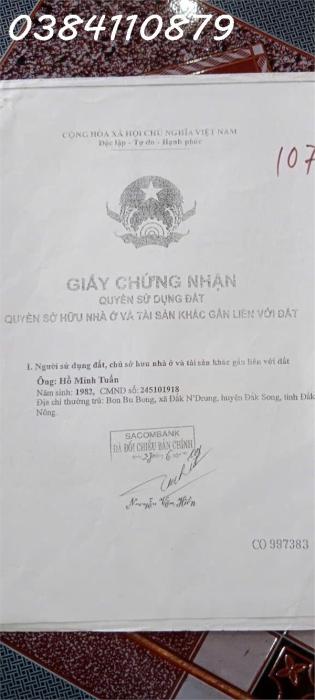 0384110879
CỘNG HÒA XÃ HỘI CHỦ NGHĨA VIỆT NAM
Độc lập - Tự do - Hạnh phúc
107
GIẤY CHỨNG NHẬN
QUYỀN SỬ DỤNG ĐẤT
QUYỀN SỞ HỮU NHÀ Ở VÀ TÀI SẢN KHÁC GẮN LIỀN VỚI ĐẤT
I. Người sử dụng đất, chủ sở hữu nhà ở và tài sản khác gắn liền với đất
Ông: Hồ Minh Tuấn
Năm sinh: 1982, CMND số: 245101918
Địa chỉ thường trú: Bon Bu Bong, xã Đắk N'Drung, huyện Đắk Song, tỉnh Đắk
Nông.
SACOMBANK
ĐÃ ĐỐI CHIẾU BẢN CHÍNH
Nguyễn Văn Hiên
CO 997383